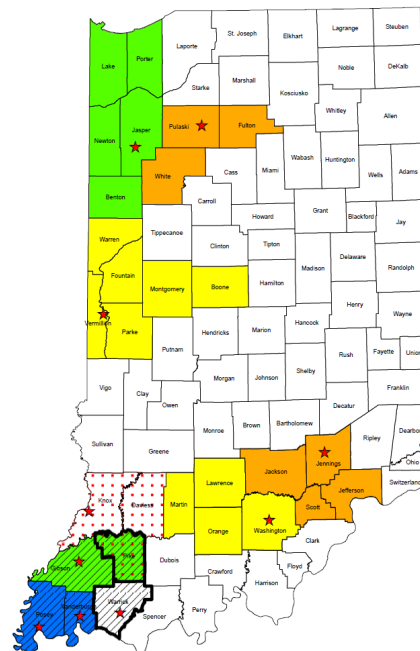 St. Joseph
Elkhart
Lagrange
Steuben
Laporte
Porter
Lake
Noble
DeKalb
Marshall
Starke
Kosciusko
Whitley
Allen
Pulaski
Fulton
Newton
Jasper
Miami
Wabash
Huntington
Wells
Adams
White
Cass
Benton
Carroll
Howard
Grant
Blackford
Jay
Tippecanoe
Warren
Clinton
Tipton
Delaware
Madison
Randolph
Fountain
Montgomery
Boone
Hamilton
Henry
Wayne
Vermillion
Parke
Hendricks
Marion
Hancock
Putnam
Rush
Fayette
Union
Shelby
Morgan
Johnson
Franklin
Vigo
Clay
Owen
Decatur
Monroe
Brown
Bartholomew
Ripley
Dearbo
Sullivan
Greene
Ohio
Jackson
Jennings
Switzerland
Knox
Daviess
Martin
Lawrence
Jefferson
Scott
Orange
Washington
Clark
Pike
Dubois
Gibson
Crawford
Floyd
Harrison
Posey
Vanderburgh
Warrick
Spencer
Perry